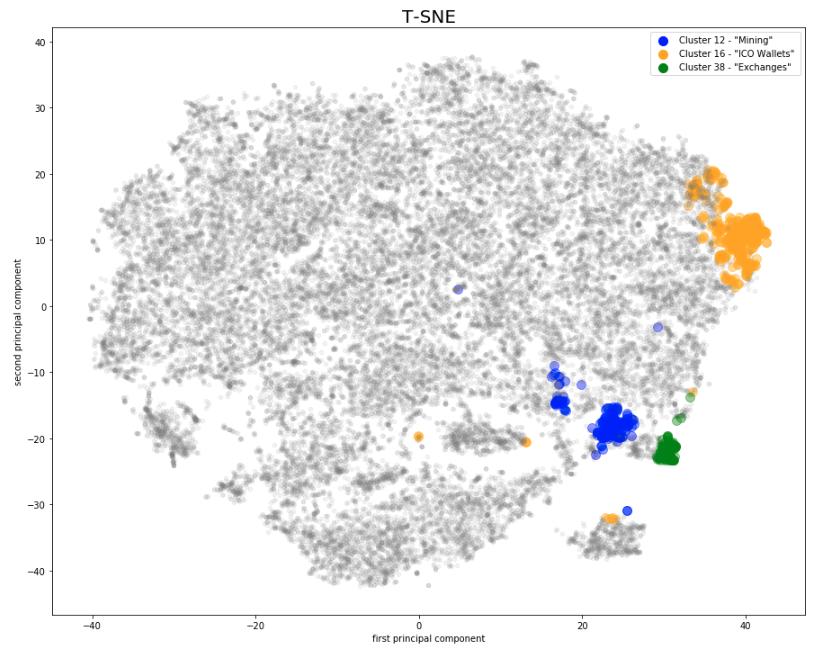 T-SNE
Cluster 12 - "Mining"
Cluster 16 - "ICO Wallets"
Cluster 38 - "Exchanges"
second principal component
40
30
20
10
0
−10
−20
−30
−40
−40
−20
0
20
40
first principal component